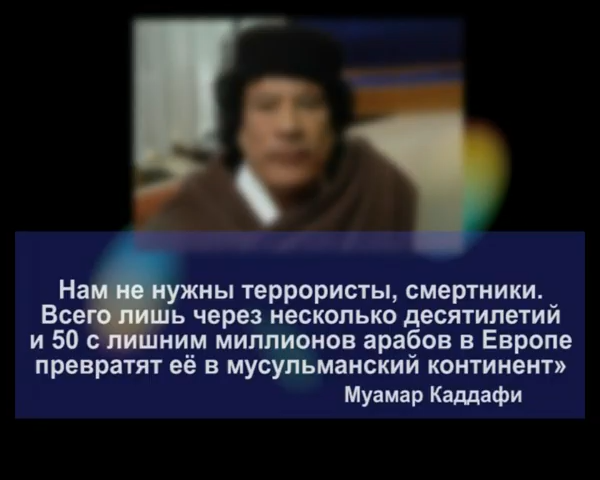 Нам не нужны террористы, смертники.
Всего лишь через несколько десятилетий
и 50 с лишним миллионов арабов в Европе
превратят её в мусульманский континент»
Муамар Каддафи